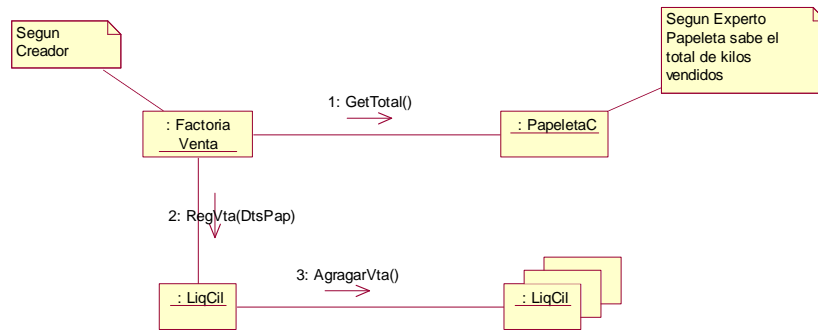 Segun
Creador
Segun Experto
Papeleta sabe el
total de kilos
vendidos
1: GetTotal()
: Factoria
Venta
: PapeletaC
2: RegVta(DtsPap)
3: AgragarVta()
: LiqCil
: LiqCil